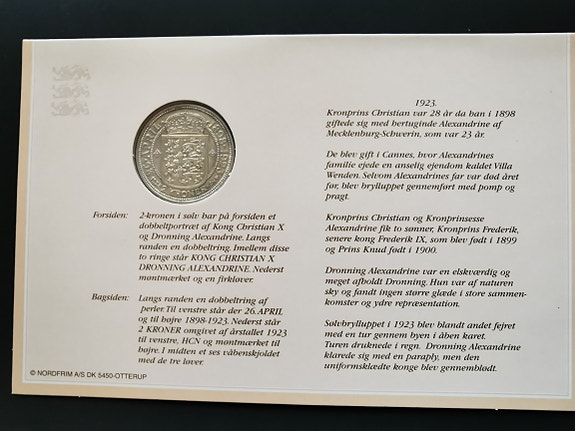 Forsiden: 2-kronen i sølv har på forsiden et
dobbeltportræt af Kong Christian X
og Dronning Alexandrine. Langs
randen en dobbeltring. Imellem disse
to ringe står KONG CHRISTIAN X
DRONNING ALEXANDRINE. Nederst
møntmærket og en firkløver.
Bagsiden: Langs randen en dobbeltring af
perler. Til venstre står der 26. APRIL
og til højre 1898-1923. Nederst står
2 KRONER omgivet af årstallet 1923
til venstre, HCN og møntmærket til
højre. I midten et ses våbenskjoldet
med de tre løver.
© NORDFRIM A/S DK 5450-OTTERUP
1923.
Kronprins Christian var 28 år da han i 1898
giftede sig med hertuginde Alexandrine af
Mecklenburg-Schwerin, som var 23 år.
De blev gift i Cannes, hvor Alexandrines
familie ejede en anselig ejendom kaldet Villa
Wenden. Selvom Alexandrines far var død året
før, blev brylluppet gennemført med pomp og
pragt.
Kronprins Christian og Kronprinsesse
Alexandrine fik to sønner, Kronprins Frederik,
senere kong Frederik IX, som blev født i 1899
og Prins Knud født i 1900.
Dronning Alexandrine var en elskværdig og
meget afholdt Dronning. Hun var af naturen
sky og fandt ingen større glæde i store sammen-
komster og ydre repræsentation.
Sølvbrylluppet i 1923 blev blandt andet fejret
med en tur gennem byen i åben karet.
Turen druknede i regn. Dronning Alexandrine
klarede sig med en paraply, men den
uniformsklædte konge blev gennemblødt.